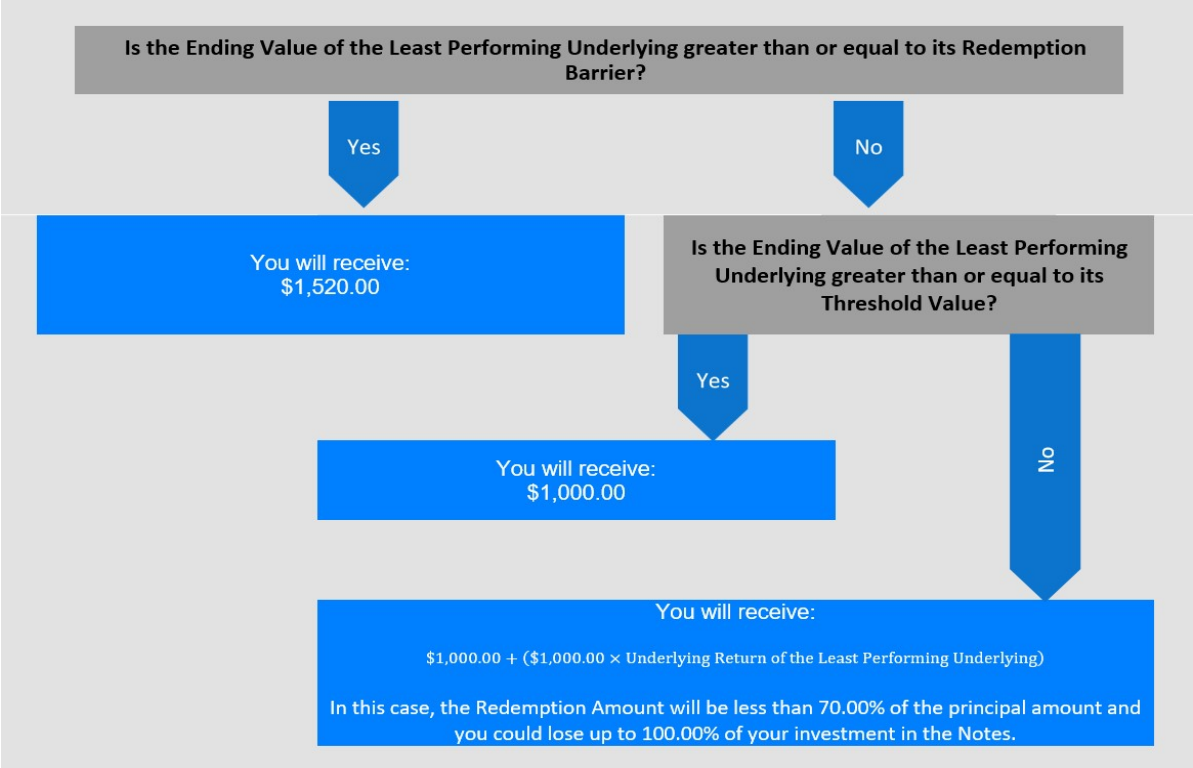 Is the Ending Value of the Least Performing Underlying greater than or equal to its Redemption
Barrier?
Yes
No
You will receive:
$1,520.00
Is the Ending Value of the Least Performing
Underlying greater than or equal to its
Threshold Value?
Yes
No
You will receive:
$1,000.00
You will receive:
$1,000.00 + ($1,000.00 × Underlying Return of the Least Performing Underlying)
In this case, the Redemption Amount will be less than 70.00% of the principal amount and
you could lose up to 100.00% of your investment in the Notes.